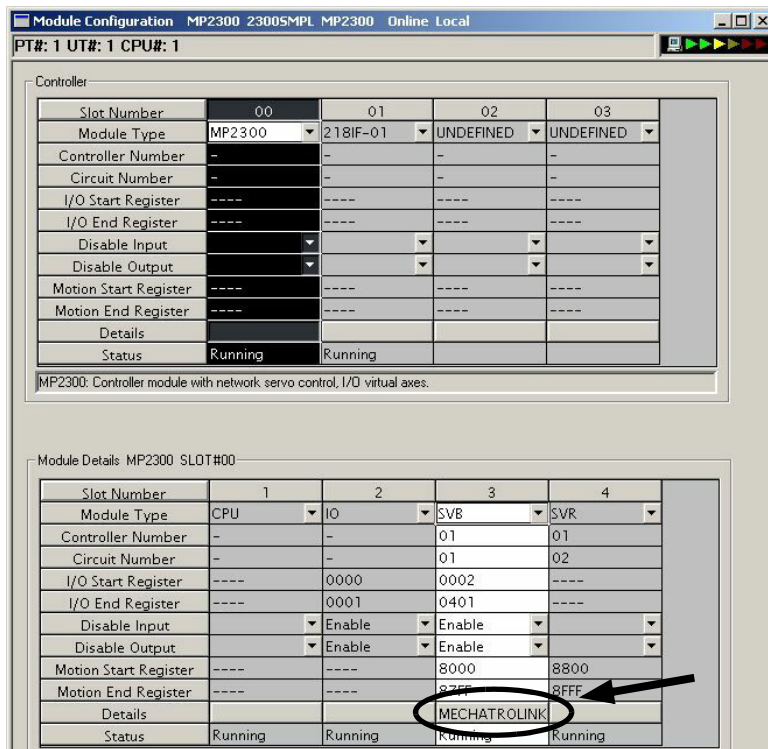 Module Configuration MP2300 2300SMPL MP2300 Online Local
PT#: 1 UT#: 1 CPU#: 1
Controller
Slot Number 00 01 02 03
Module Type MP2300 218IF-01 UNDEFINED UNDEFINED
Controller Number - - - -
Circuit Number - - - -
I/O Start Register ---- ---- ---- ----
I/O End Register ---- ---- ---- ----
Disable Input
Disable Output
Motion Start Register ---- ---- ---- ----
Motion End Register ---- ---- ---- ----
Details
Status Running Running
MP2300: Controller module with network servo control, I/O virtual axes.
Module Details MP2300 SLOT#00
Slot Number 1 2 3 4
Module Type CPU IO SVB SVR
Controller Number - - 01 01
Circuit Number - - 01 02
I/O Start Register ---- 0000 0002 ----
I/O End Register ---- 0001 0401 ----
Disable Input Enable Enable
Disable Output Enable Enable
Motion Start Register ---- ---- 8000 8800
Motion End Register ---- ---- 87FF 8FFF
Details MECHATROLINK
Status Running Running Running Running